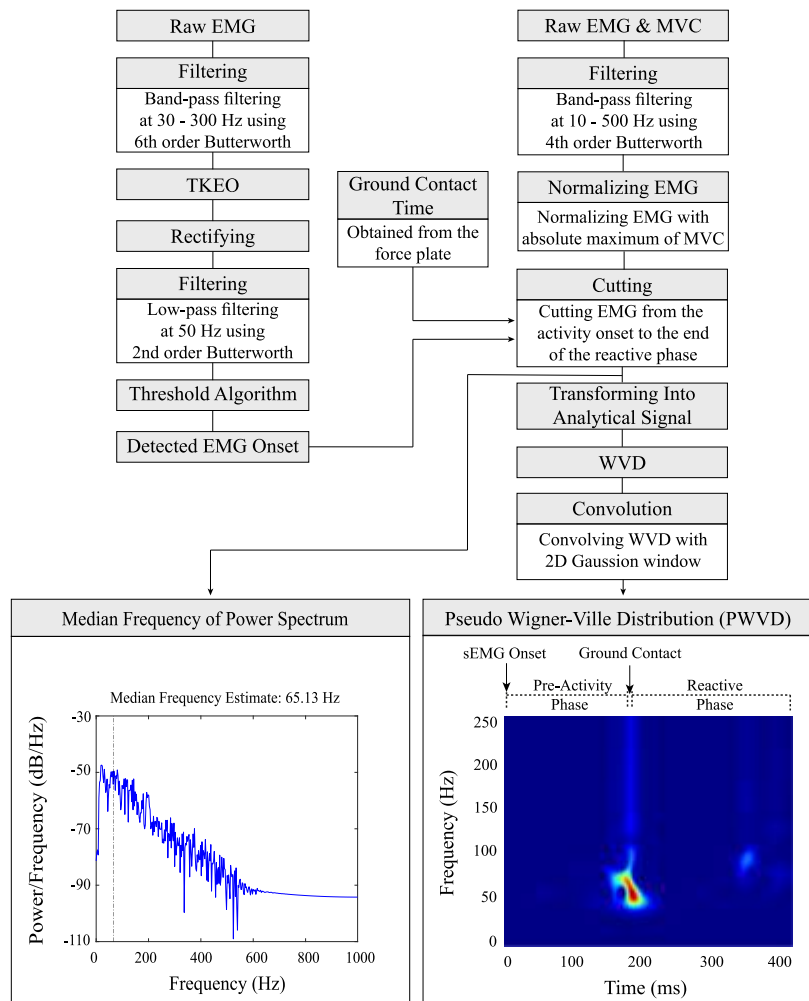 Raw EMG
Filtering
Band-pass filtering
at 30 - 300 Hz using
6th order Butterworth
TKEO
Rectifying
Filtering
Low-pass filtering
at 50 Hz using
2nd order Butterworth
Threshold Algorithm
Detected EMG Onset
Ground Contact
Time
Obtained from the
force plate
Raw EMG & MVC
Filtering
Band-pass filtering
at 10 - 500 Hz using
4th order Butterworth
Normalizing EMG
Normalizing EMG with
absolute maximum of MVC
Cutting
Cutting EMG from the
activity onset to the end
of the reactive phase
Transforming Into
Analytical Signal
WVD
Convolution
Convolving WVD with
2D Gaussian window
Median Frequency of Power Spectrum
Median Frequency Estimate: 65.13 Hz
Power/Frequency (dB/Hz)
-30
-50
-70
-90
-110
0 200 400 600 800 1000
Frequency (Hz)
Pseudo Wigner-Ville Distribution (PWVD)
sEMG Onset
Ground Contact
Pre-Activity
Phase
Reactive
Phase
Frequency (Hz)
250
200
150
100
50
0
0 100 200 300 400
Time (ms)